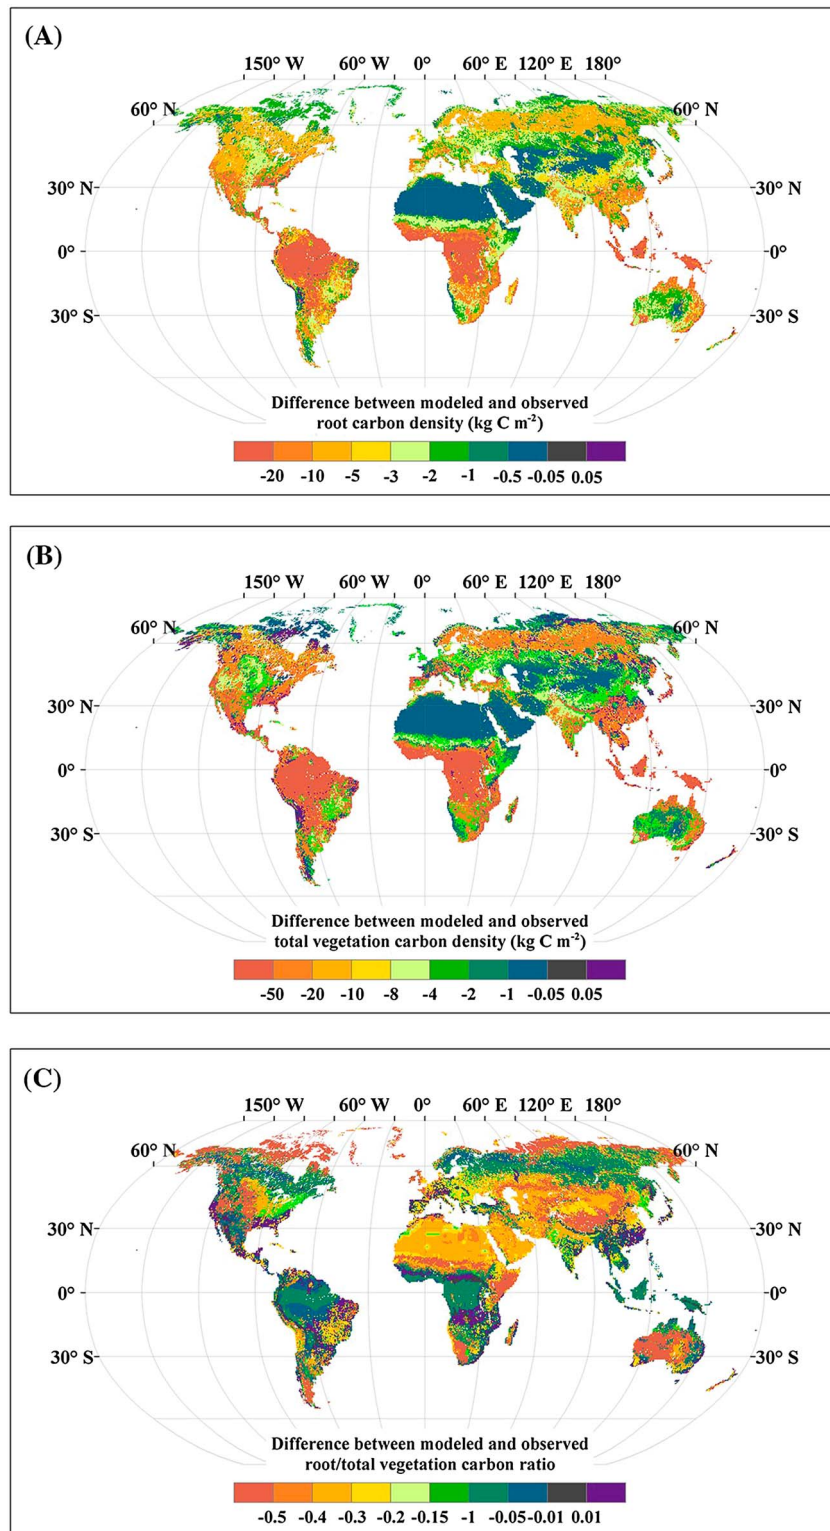 (A)
150° W 60° W 0° 60° E 120° E 180°
60° N 60° N
30° N 30° N
0° 0°
30° S 30° S
Difference between modeled and observed
root carbon density (kg C m⁻²)
-20 -10 -5 -3 -2 -1 -0.5 -0.05 0.05
(B)
150° W 60° W 0° 60° E 120° E 180°
60° N 60° N
30° N 30° N
0° 0°
30° S 30° S
Difference between modeled and observed
total vegetation carbon density (kg C m⁻²)
-50 -20 -10 -8 -4 -2 -1 -0.05 0.05
(C)
150° W 60° W 0° 60° E 120° E 180°
60° N 60° N
30° N 30° N
0° 0°
30° S 30° S
Difference between modeled and observed
root/total vegetation carbon ratio
-0.5 -0.4 -0.3 -0.2 -0.15 -1 -0.05 -0.01 0.01